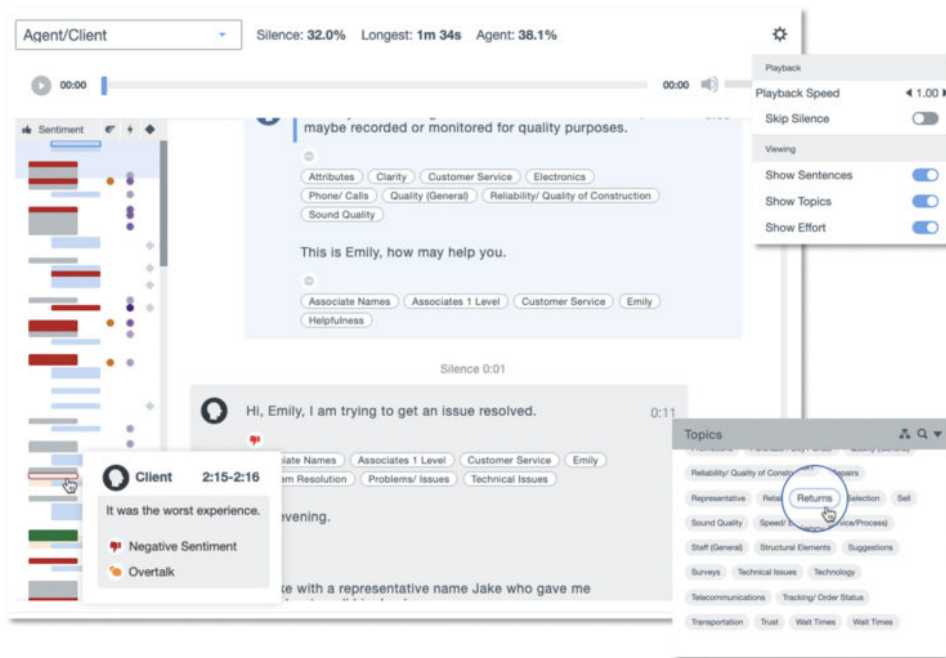 Agent/Client
Silence: 32.0% Longest: 1m 34s Agent: 38.1%
00:00
00:00
Sentiment
maybe recorded or monitored for quality purposes.
Attributes Clarity Customer Service Electronics
Phone/ Calls Quality (General) Reliability/ Quality of Construction
Sound Quality
This is Emily, how may help you.
Associate Names Associates 1 Level Customer Service Emily
Helpfulness
Silence 0:01
Hi, Emily, I am trying to get an issue resolved. 0:11
Associates 1 Level Customer Service Emily
Problems/ Issues Technical Issues
with a representative name Jake who gave me
Client 2:15-2:16
It was the worst experience.
Negative Sentiment
Overtalk
Playback
Playback Speed 1.00
Skip Silence
Viewing
Show Sentences
Show Topics
Show Effort
Topics
Reliability/ Quality of
Representative Returns Selection Sell
Sound Quality Speed/
Staff (General) Structural Elements Suggestions
Surveys Technical Issues Technology
Telecommunications Tracking/ Order Status
Transportation Trust Wait Times Wait Times